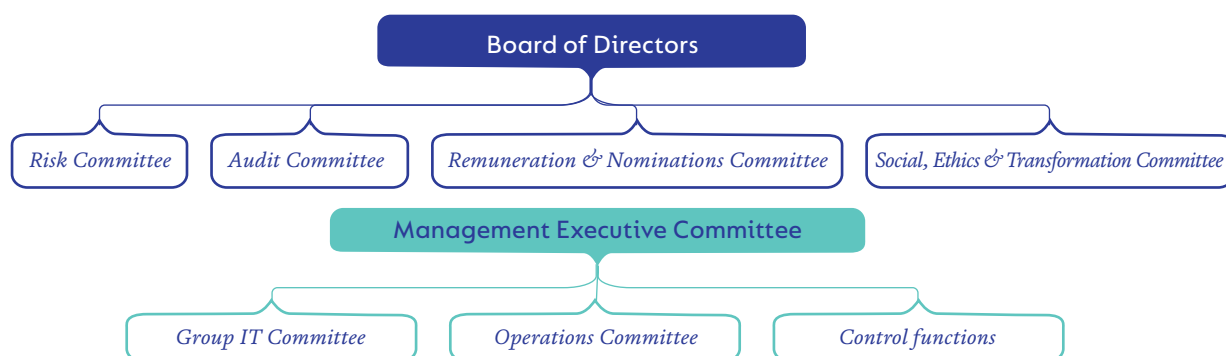 Board of Directors
Risk Committee
Audit Committee
Remuneration & Nominations Committee
Social, Ethics & Transformation Committee
Management Executive Committee
Group IT Committee
Operations Committee
Control functions